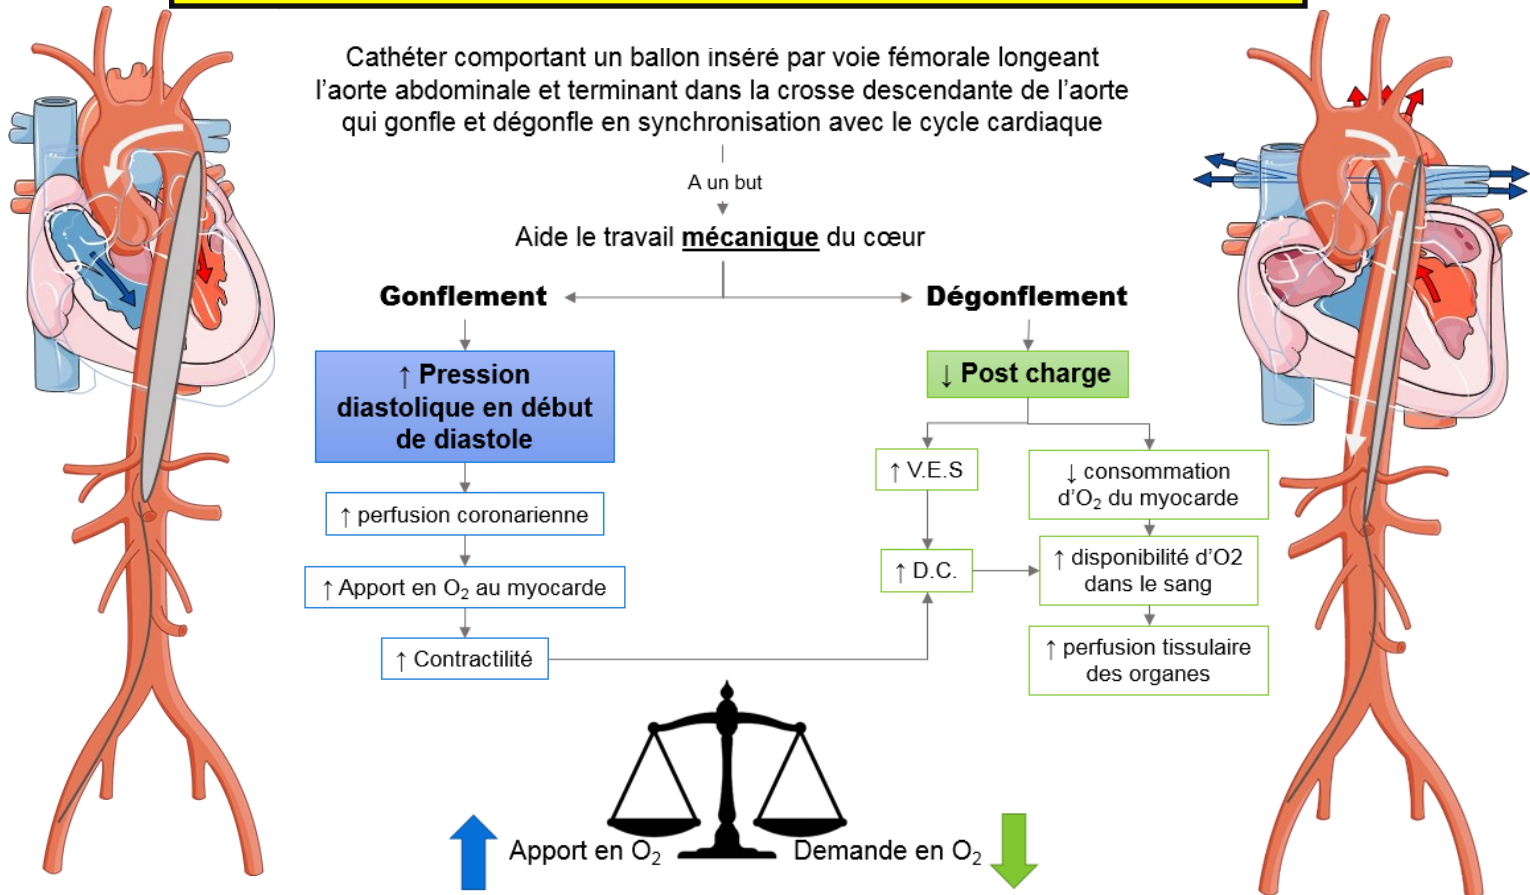 Cathéter comportant un ballon inséré par voie fémorale longeant
l'aorte abdominale et terminant dans la crosse descendante de l'aorte
qui gonfle et dégonfle en synchronisation avec le cycle cardiaque
A un but
Aide le travail mécanique du cœur
Gonflement
Dégonflement
↑ Pression
diastolique en début
de diastole
↑ perfusion coronarienne
↑ Apport en O₂ au myocarde
↑ Contractilité
↓ Post charge
↑ V.E.S
↑ D.C.
↓ consommation
d'O₂ du myocarde
↑ disponibilité d'O2
dans le sang
↑ perfusion tissulaire
des organes
Apport en O₂
Demande en O₂